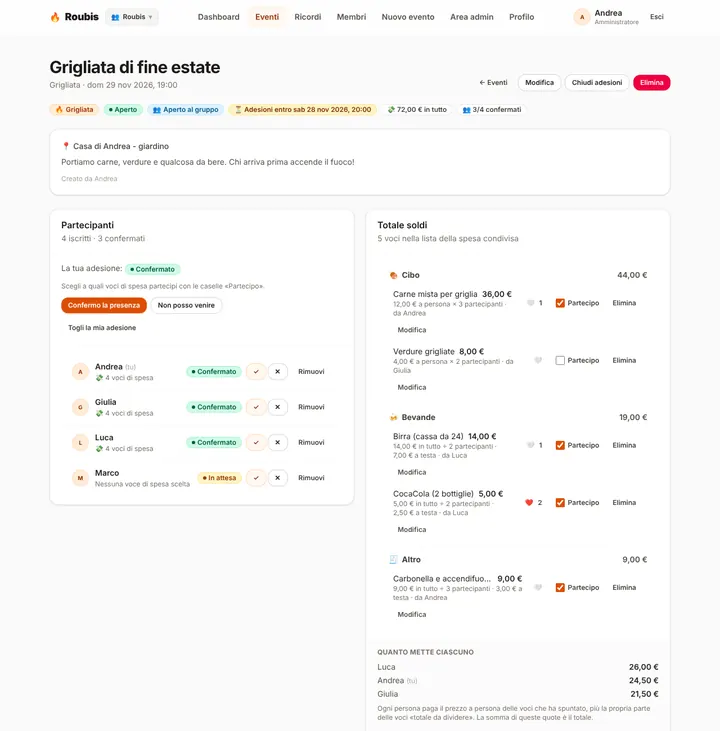 🔥 Roubis 👥 Roubis ▾ Dashboard Eventi Ricordi Membri Nuovo evento Area admin Profilo A Andrea Esci
Amministratore
Grigliata di fine estate
Grigliata · dom 29 nov 2026, 19:00
← Eventi Modifica Chiudi adesioni Elimina
🔥 Grigliata ● Aperto 👥 Aperto al gruppo ⏳ Adesioni entro sab 28 nov 2026, 20:00 💸 72,00 € in tutto 👥 3/4 confermati
📍 Casa di Andrea - giardino
Portiamo carne, verdure e qualcosa da bere. Chi arriva prima accende il fuoco!
Creato da Andrea
Partecipanti
4 iscritti · 3 confermati
La tua adesione: ● Confermato
Scegli a quali voci di spesa partecipi con le caselle «Partecipo».
Confermo la presenza Non posso venire
Togli la mia adesione
A Andrea (tu) ● Confermato ✓ ✕ Rimuovi
💸 4 voci di spesa
G Giulia ● Confermato ✓ ✕ Rimuovi
💸 4 voci di spesa
L Luca ● Confermato ✓ ✕ Rimuovi
💸 4 voci di spesa
M Marco ● In attesa ✓ ✕ Rimuovi
Nessuna voce di spesa scelta
Totale soldi
5 voci nella lista della spesa condivisa
🍖 Cibo 44,00 €
Carne mista per griglia 36,00 € 🤍 1 Partecipo Elimina
12,00 € a persona × 3 partecipanti ·
da Andrea
Modifica
Verdure grigliate 8,00 € 🤍 Partecipo Elimina
4,00 € a persona × 2 partecipanti · da
Giulia
Modifica
🍻 Bevande 19,00 €
Birra (cassa da 24) 14,00 € 🤍 1 Partecipo Elimina
14,00 € in tutto ÷ 2 partecipanti ·
7,00 € a testa · da Luca
Modifica
CocaCola (2 bottiglie) 5,00 € ❤️ 2 Partecipo Elimina
5,00 € in tutto ÷ 2 partecipanti ·
2,50 € a testa · da Luca
Modifica
🧾 Altro 9,00 €
Carbonella e accendifuo... 9,00 € 🤍 Partecipo Elimina
9,00 € in tutto ÷ 3 partecipanti · 3,00 € a
testa · da Andrea
Modifica
QUANTO METTE CIASCUNO
Luca 26,00 €
Andrea (tu) 24,50 €
Giulia 21,50 €
Ogni persona paga il prezzo a persona delle voci che ha spuntato, più la propria parte
delle voci «totale da dividere». La somma di queste quote è il totale.